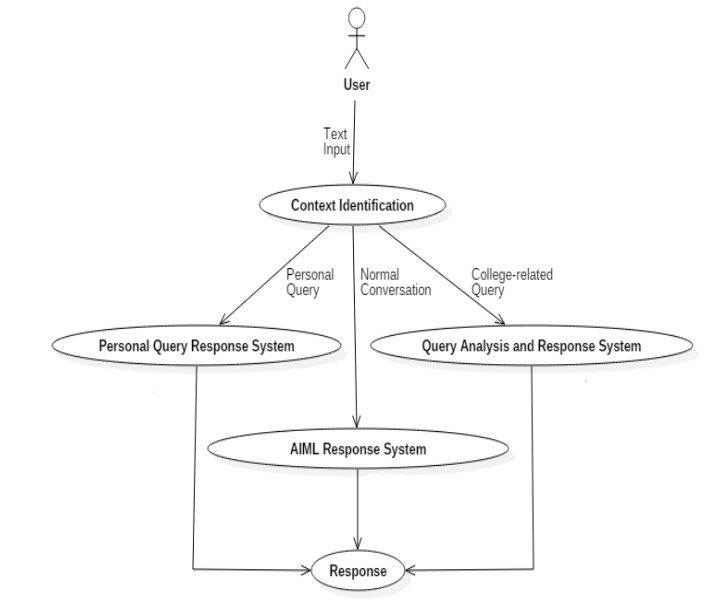 User
Text
Input
Context Identification
Personal
Query
Normal
Conversation
College-related
Query
Personal Query Response System
Query Analysis and Response System
AIML Response System
Response